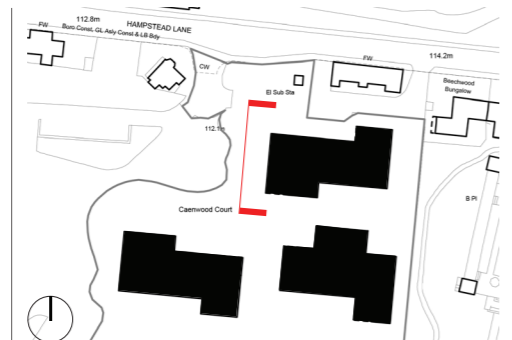 112.8m
HAMPSTEAD LANE
Boro Const, GL Asly Const & LB Bdy
FW
CW
FW
114.2m
El Sub Sta
Beechwood
Bungalow
112.1m
B Pl
Caenwood Court